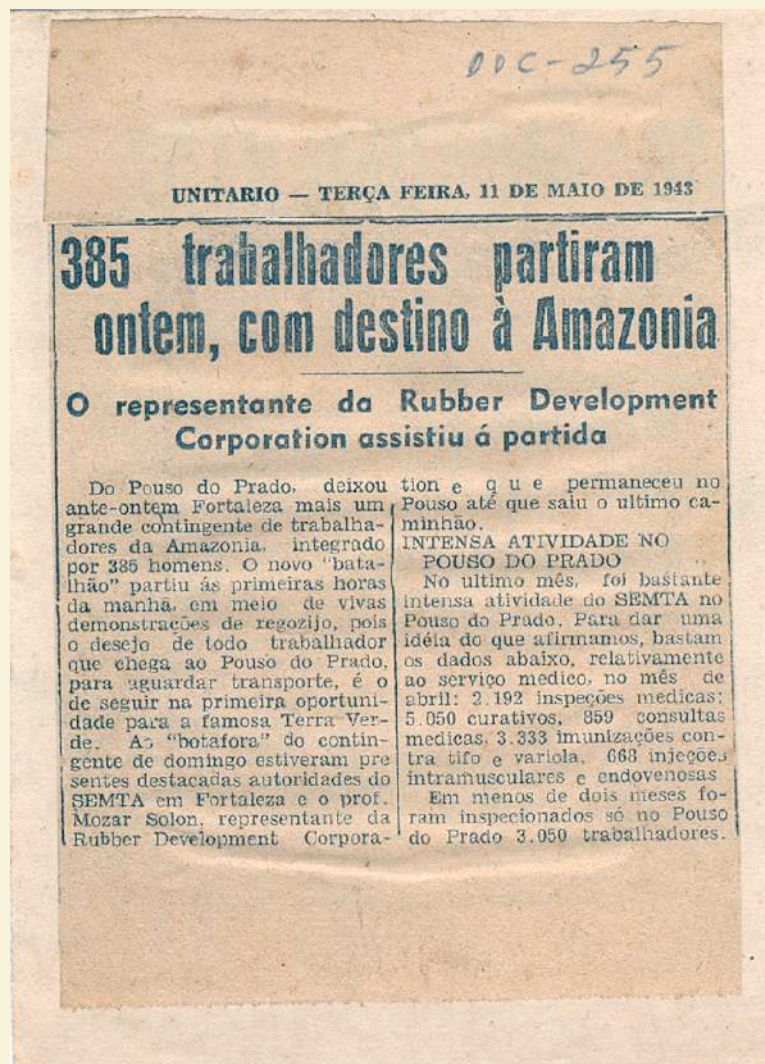 DDC-255
UNITARIO — TERÇA FEIRA, 11 DE MAIO DE 1943
385 trabalhadores partiram
ontem, com destino à Amazonia
O representante da Rubber Development
Corporation assistiu á partida
Do Pouso do Prado, deixou
ante-ontem Fortaleza mais um
grande contingente de trabalha-
dores da Amazonia, integrado
por 385 homens. O novo "bata-
lhão" partiu ás primeiras horas
da manhã, em meio de vivas
demonstrações de regozijo, pois
o desejo de todo trabalhador
que chega ao Pouso do Prado,
para aguardar transporte, é o
de seguir na primeira oportuni-
dade para a famosa Terra Ver-
de. Ao "botafora" do contin-
gente de domingo estiveram pre
sentes destacadas autoridades do
SEMTA em Fortaleza e o prof.
Mozar Solon, representante da
Rubber Development Corpora-
tion e q u e permaneceu no
Pouso até que saiu o ultimo ca-
minhão.
INTENSA ATIVIDADE NO
POUSO DO PRADO
No ultimo mês, foi bastante
intensa atividade do SEMTA no
Pouso do Prado. Para dar uma
idéia do que afirmamos, bastam
os dados abaixo, relativamente
ao serviço medico, no mês de
abril: 2.192 inspeções medicas;
5.050 curativos, 859 consultas
medicas, 3.333 imunizações con-
tra tifo e variola, 668 injeções
intramusculares e endovenosas
Em menos de dois meses fo-
ram inspecionados só no Pouso
do Prado 3.050 trabalhadores.